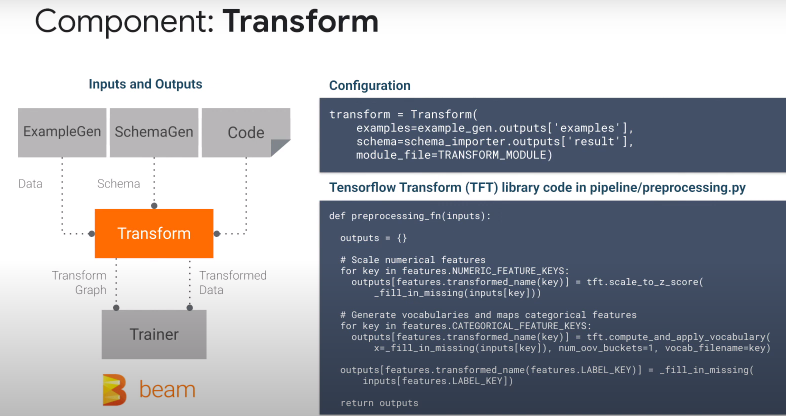 Component: Transform
Inputs and Outputs
ExampleGen
SchemaGen
Code
Data
Schema
Transform
Transform
Graph
Transformed
Data
Trainer
beam
Configuration
transform = Transform(
    examples=example_gen.outputs['examples'],
    schema=schema_importer.outputs['result'],
    module_file=TRANSFORM_MODULE)
Tensorflow Transform (TFT) library code in pipeline/preprocessing.py
def preprocessing_fn(inputs):
  outputs = {}
  # Scale numerical features
  for key in features.NUMERIC_FEATURE_KEYS:
    outputs[features.transformed_name(key)] = tft.scale_to_z_score(
        _fill_in_missing(inputs[key]))
  # Generate vocabularies and maps categorical features
  for key in features.CATEGORICAL_FEATURE_KEYS:
    outputs[features.transformed_name(key)] = tft.compute_and_apply_vocabulary(
        x=_fill_in_missing(inputs[key]), num_oov_buckets=1, vocab_filename=key)
  outputs[features.transformed_name(features.LABEL_KEY)] = _fill_in_missing(
      inputs[features.LABEL_KEY])
  return outputs